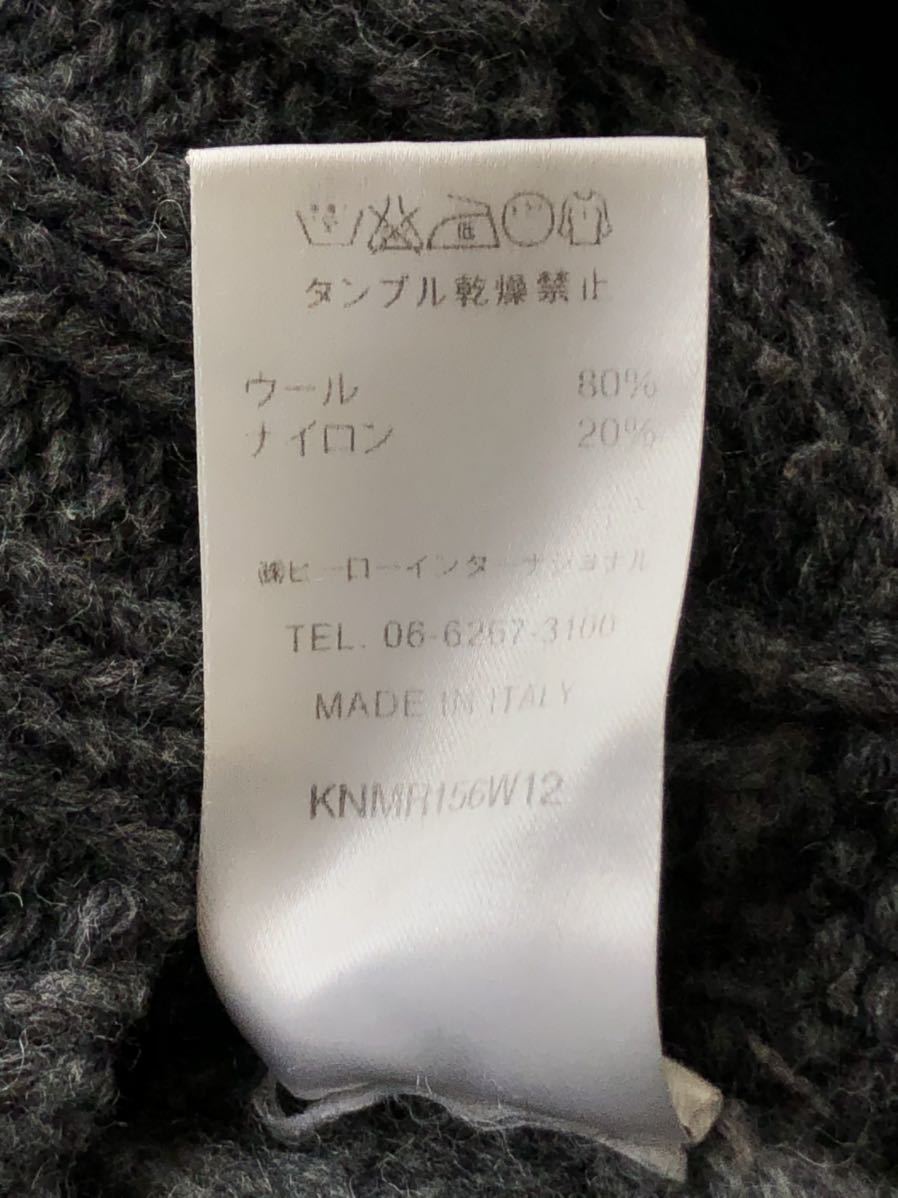 低
タンブル乾燥禁止
ウール 80%
ナイロン 20%
㈱ヒーローインターナショナル
TEL. 06-6267-3100
MADE IN ITALY
KNMR156W12